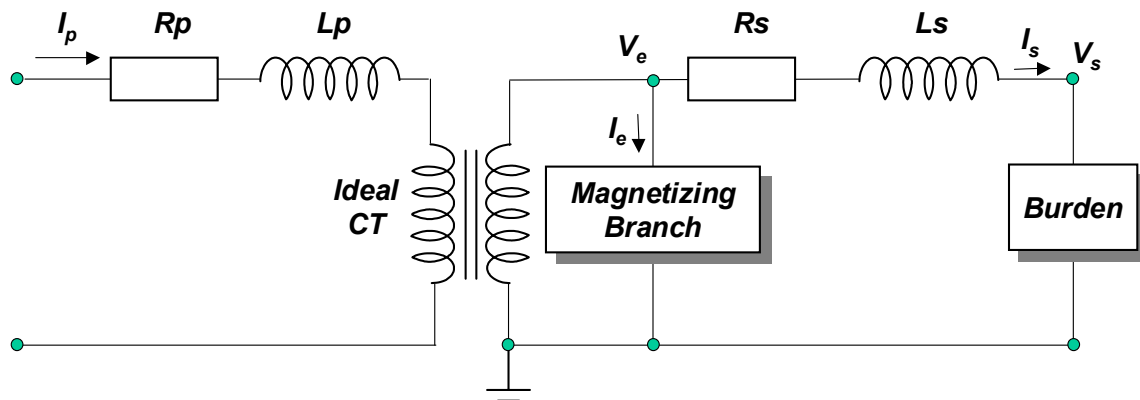 Ip
Rp
Lp
Ve
Rs
Ls
Is
Vs
Ie
Ideal
CT
Magnetizing
Branch
Burden